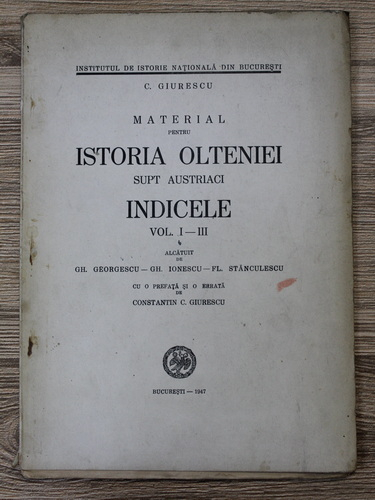 INSTITUTUL DE ISTORIE NAȚIONALĂ DIN BUCUREȘTI
C. GIURESCU
MATERIAL
PENTRU
ISTORIA OLTENIEI
SUPT AUSTRIACI
INDICELE
VOL. I—III
ALCĂTUIT
DE
GH. GEORGESCU — GH. IONESCU — FL. STĂNCULESCU
CU O PREFAȚĂ ȘI O ERRATĂ
DE
CONSTANTIN C. GIURESCU
BUCUREȘTI — 1947